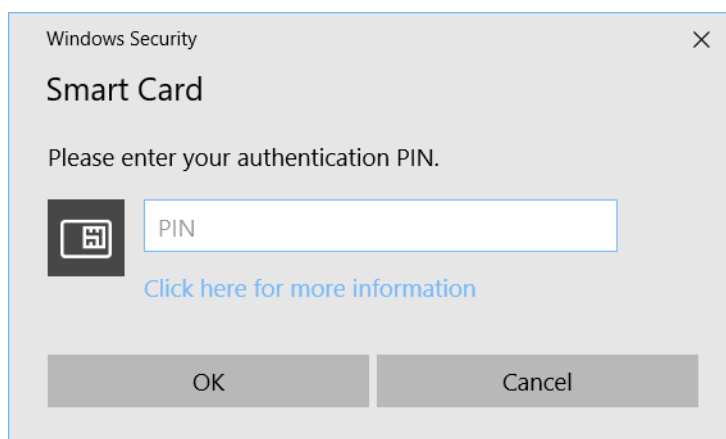 Windows Security
Smart Card
Please enter your authentication PIN.
PIN
Click here for more information
OK
Cancel